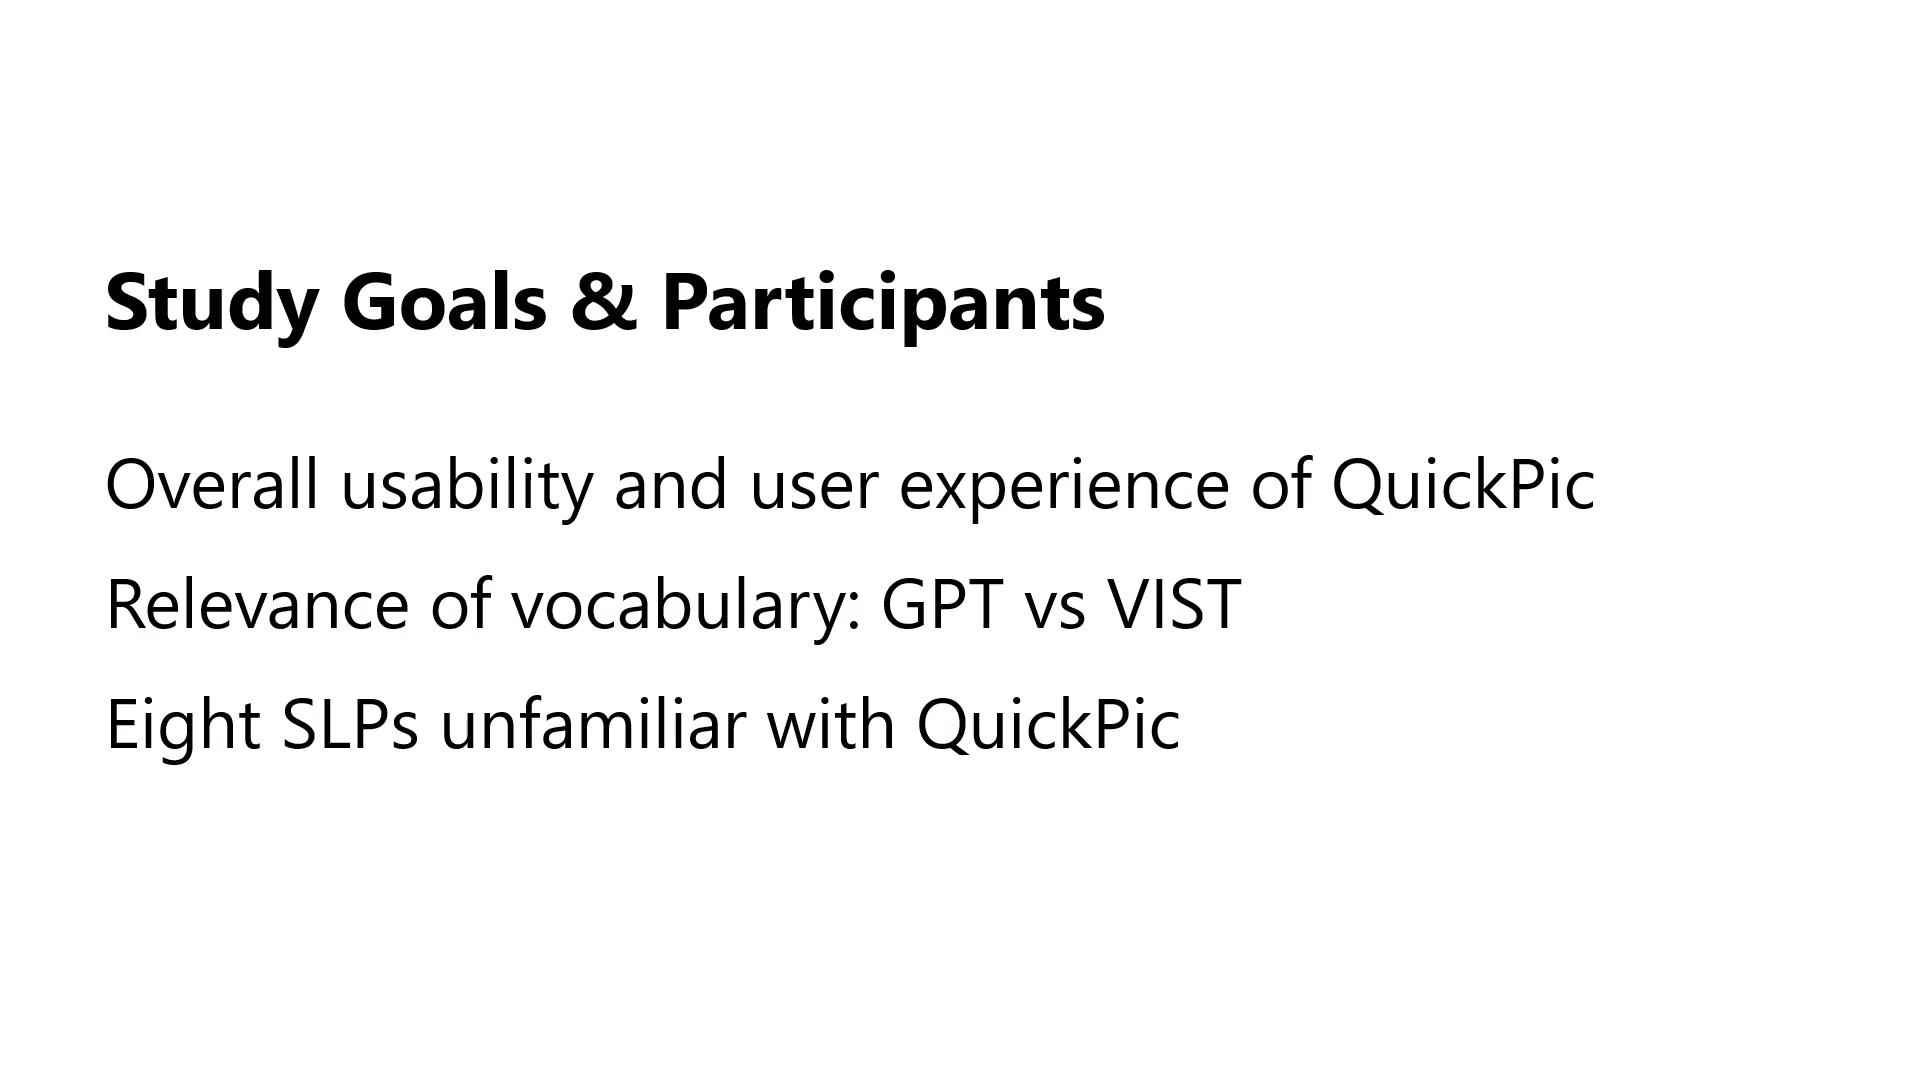 Study Goals & Participants
Overall usability and user experience of QuickPic
Relevance of vocabulary: GPT vs VIST
Eight SLPs unfamiliar with QuickPic